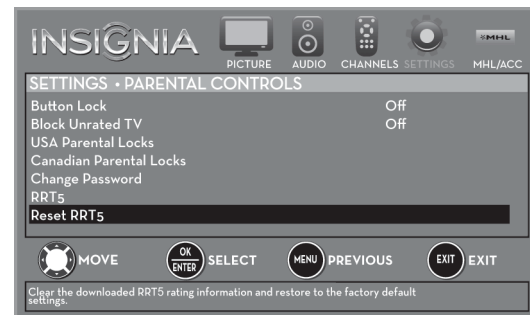 INSIGNIA
PICTURE AUDIO CHANNELS SETTINGS MHL/ACC
MHL
SETTINGS • PARENTAL CONTROLS
Button Lock Off
Block Unrated TV Off
USA Parental Locks
Canadian Parental Locks
Change Password
RRT5
Reset RRT5
MOVE OK ENTER SELECT MENU PREVIOUS EXIT EXIT
Clear the downloaded RRT5 rating information and restore to the factory default
settings.